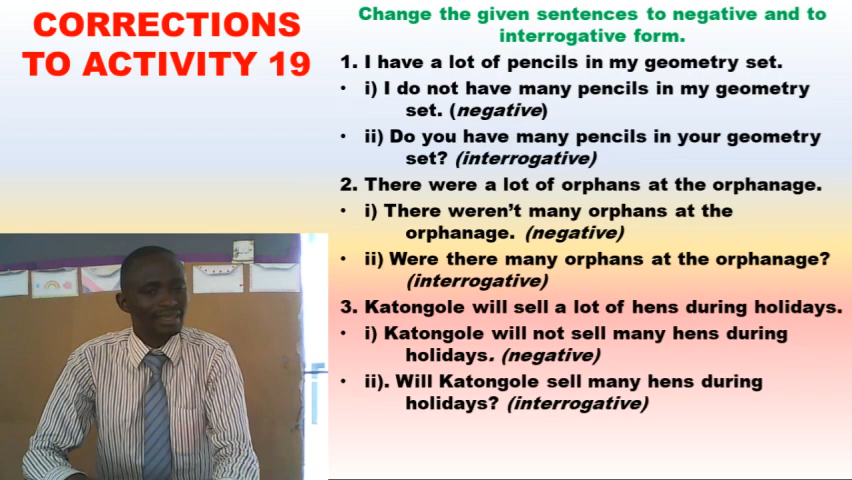 CORRECTIONS
TO ACTIVITY 19
Change the given sentences to negative and to
interrogative form.
1. I have a lot of pencils in my geometry set.
• i) I do not have many pencils in my geometry
set. (negative)
• ii) Do you have many pencils in your geometry
set? (interrogative)
2. There were a lot of orphans at the orphanage.
• i) There weren’t many orphans at the
orphanage. (negative)
• ii) Were there many orphans at the orphanage?
(interrogative)
3. Katongole will sell a lot of hens during holidays.
• i) Katongole will not sell many hens during
holidays. (negative)
• ii). Will Katongole sell many hens during
holidays? (interrogative)